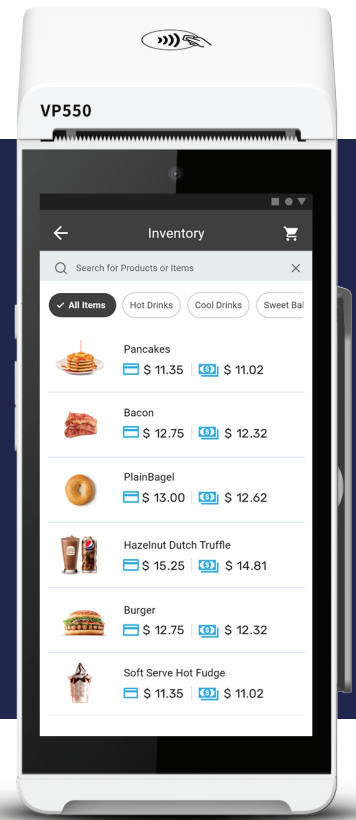 VP550
Inventory
Search for Products or Items
All Items
Hot Drinks
Cool Drinks
Sweet Bal
Pancakes
$ 11.35 $ 11.02
Bacon
$ 12.75 $ 12.32
PlainBagel
$ 13.00 $ 12.62
Hazelnut Dutch Truffle
$ 15.25 $ 14.81
Burger
$ 12.75 $ 12.32
Soft Serve Hot Fudge
$ 11.35 $ 11.02